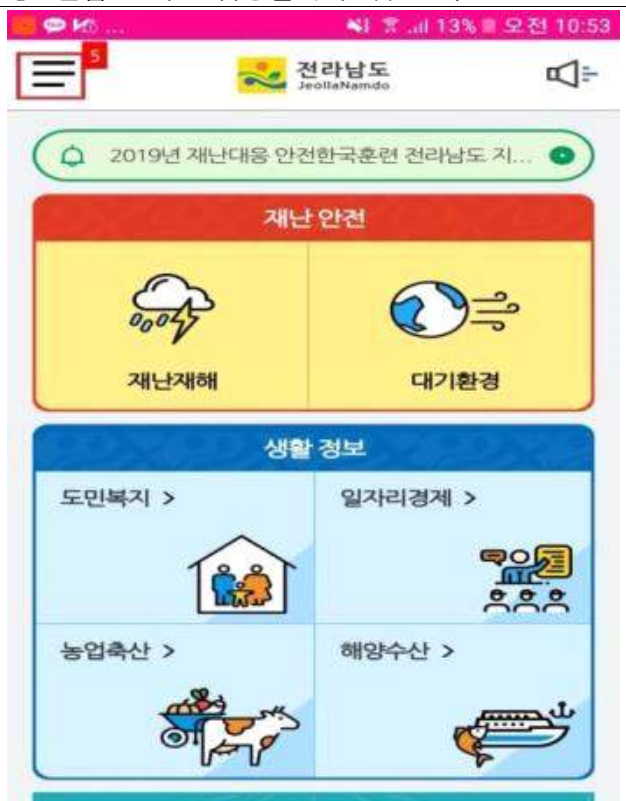 ... 13% 오전 10:53
5
전라남도
JeollaNamdo
2019년 재난대응 안전한국훈련 전라남도 지...
재난 안전
재난재해 대기환경
생활 정보
도민복지 > 일자리경제 >
농업축산 > 해양수산 >